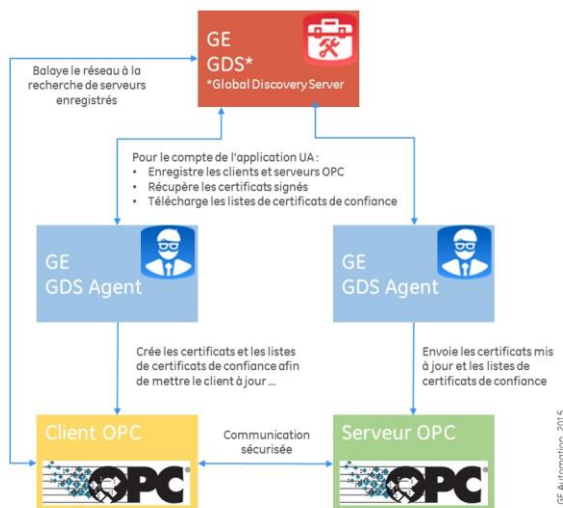 GE
GDS*
*Global Discovery Server
Balaye le réseau à la
recherche de serveurs
enregistrés
Pour le compte de l'application UA :
• Enregistre les clients et serveurs OPC
• Récupère les certificats signés
• Télécharge les listes de certificats de confiance
GE
GDS Agent
GE
GDS Agent
Crée les certificats et les listes
de certificats de confiance afin
de mettre le client à jour ...
Envoie les certificats mis
à jour et les listes de
certificats de confiance
Client OPC
OPC®
Communication
sécurisée
Serveur OPC
OPC®
GE Automation, 2015